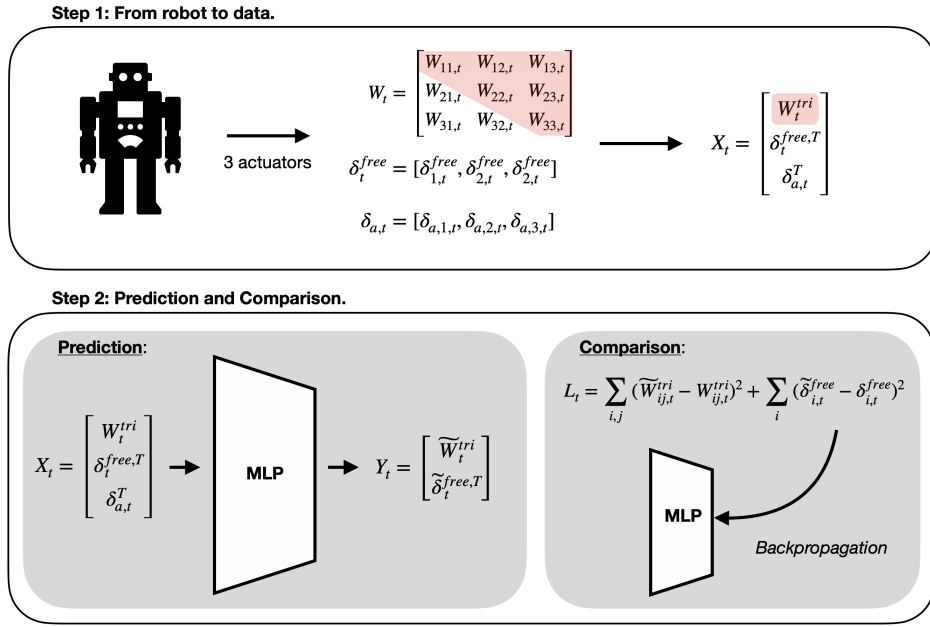 Step 1: From robot to data.
3 actuators
W_t = [W_{11,t} W_{12,t} W_{13,t}
W_{21,t} W_{22,t} W_{23,t}
W_{31,t} W_{32,t} W_{33,t}]
δ_t^{free} = [δ_{1,t}^{free}, δ_{2,t}^{free}, δ_{2,t}^{free}]
δ_{a,t} = [δ_{a,1,t}, δ_{a,2,t}, δ_{a,3,t}]
X_t = [W_t^{tri}
δ_t^{free,T}
δ_{a,t}^T]
Step 2: Prediction and Comparison.
Prediction:
X_t = [W_t^{tri}
δ_t^{free,T}
δ_{a,t}^T]
MLP
Y_t = [W̃_t^{tri}
δ̃_t^{free,T}]
Comparison:
L_t = ∑_{i,j} (W̃_{ij,t}^{tri} − W_{ij,t}^{tri})^2 + ∑_i (δ̃_{i,t}^{free} − δ_{i,t}^{free})^2
MLP
Backpropagation